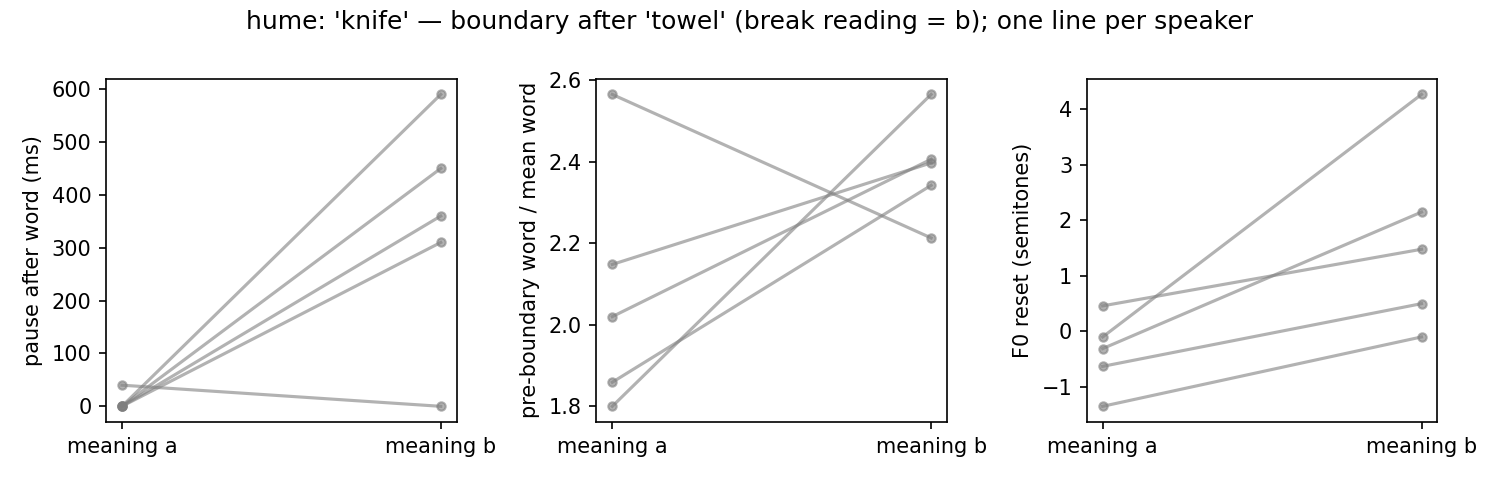 hume: 'knife' — boundary after 'towel' (break reading = b); one line per speaker
pause after word (ms)
600
500
400
300
200
100
0
meaning a meaning b
pre-boundary word / mean word
2.6
2.4
2.2
2.0
1.8
meaning a meaning b
F0 reset (semitones)
4
3
2
1
0
−1
meaning a meaning b